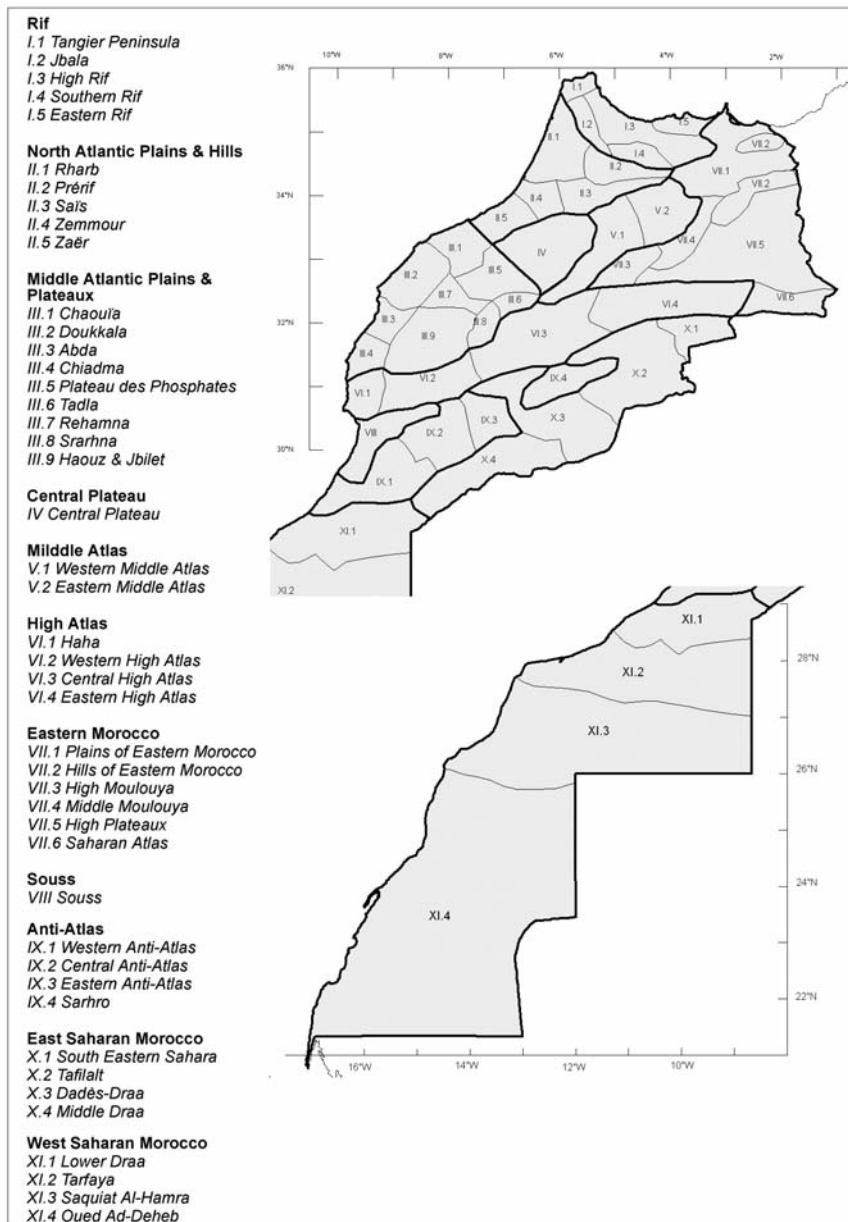 Rif
I.1 Tangier Peninsula
I.2 Jbala
I.3 High Rif
I.4 Southern Rif
I.5 Eastern Rif
North Atlantic Plains & Hills
II.1 Rharb
II.2 Prérif
II.3 Saïs
II.4 Zemmour
II.5 Zaër
Middle Atlantic Plains &
Plateaux
III.1 Chaouïa
III.2 Doukkala
III.3 Abda
III.4 Chiadma
III.5 Plateau des Phosphates
III.6 Tadla
III.7 Rehamna
III.8 Srarhna
III.9 Haouz & Jbilet
Central Plateau
IV Central Plateau
Milddle Atlas
V.1 Western Middle Atlas
V.2 Eastern Middle Atlas
High Atlas
VI.1 Haha
VI.2 Western High Atlas
VI.3 Central High Atlas
VI.4 Eastern High Atlas
Eastern Morocco
VII.1 Plains of Eastern Morocco
VII.2 Hills of Eastern Morocco
VII.3 High Moulouya
VII.4 Middle Moulouya
VII.5 High Plateaux
VII.6 Saharan Atlas
Souss
VIII Souss
Anti-Atlas
IX.1 Western Anti-Atlas
IX.2 Central Anti-Atlas
IX.3 Eastern Anti-Atlas
IX.4 Sarhro
East Saharan Morocco
X.1 South Eastern Sahara
X.2 Tafilalt
X.3 Dadès-Draa
X.4 Middle Draa
West Saharan Morocco
XI.1 Lower Draa
XI.2 Tarfaya
XI.3 Saquiat Al-Hamra
XI.4 Oued Ad-Deheb
10°W 8°W 6°W 4°W 2°W
36°N
I.1
I.2
I.3
I.5
II.1
I.4
VII.2
II.2
VII.1
VII.2
34°N
II.4
II.3
II.5
V.2
V.1
VII.4
III.1
IV
VII.5
III.2
III.5
VII.3
III.7
III.6
VI.4
VII.6
32°N
III.3
III.8
III.9
VI.3
X.1
III.4
VI.2
IX.4
X.2
VI.1
IX.3
X.3
VIII
IX.2
30°N
X.4
IX.1
XI.1
XI.2
XI.1
28°N
XI.2
XI.3
26°N
24°N
XI.4
22°N
16°W 14°W 12°W 10°W